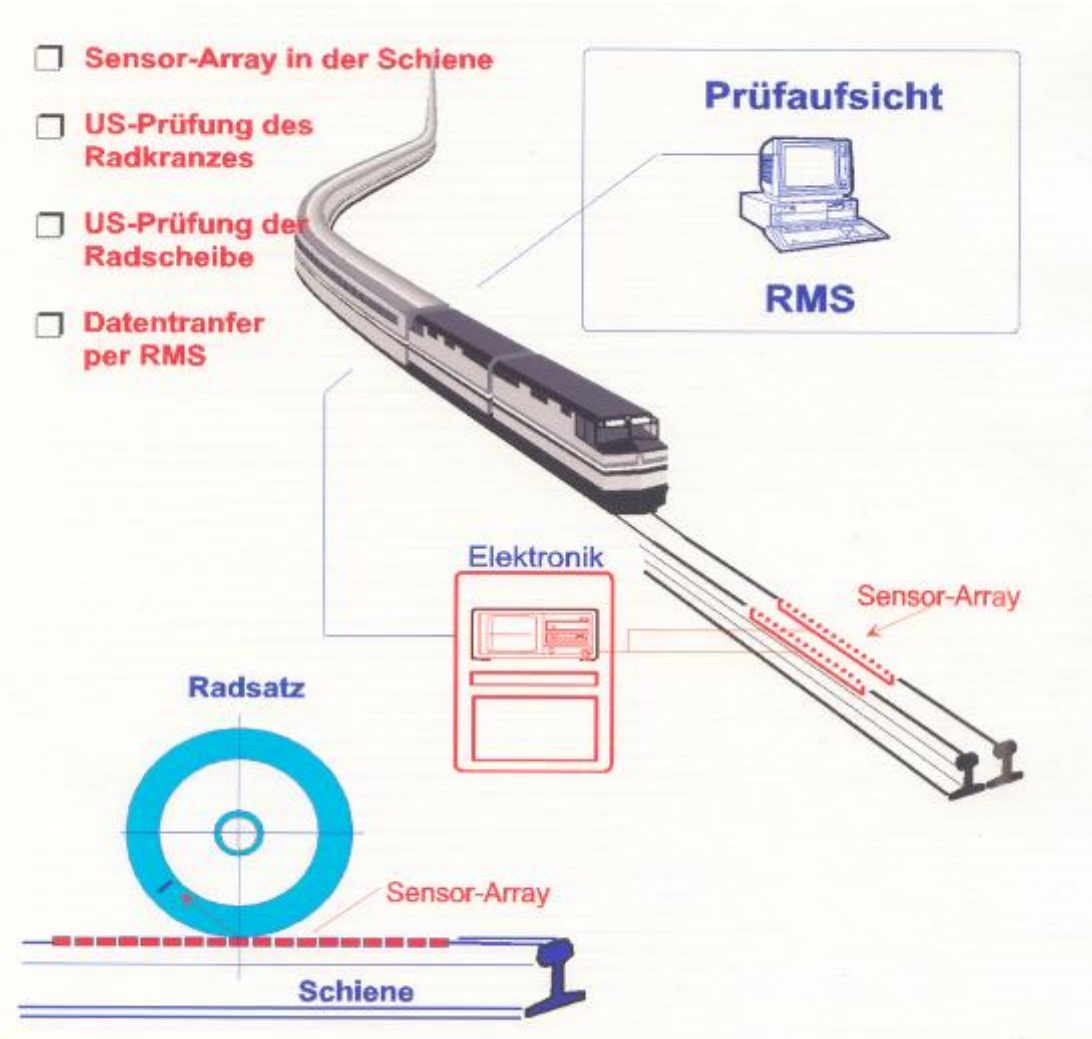 Sensor-Array in der Schiene
US-Prüfung des
Radkranzes
US-Prüfung der
Radscheibe
Datentranfer
per RMS
Prüfaufsicht
RMS
Elektronik
Sensor-Array
Radsatz
Sensor-Array
Schiene